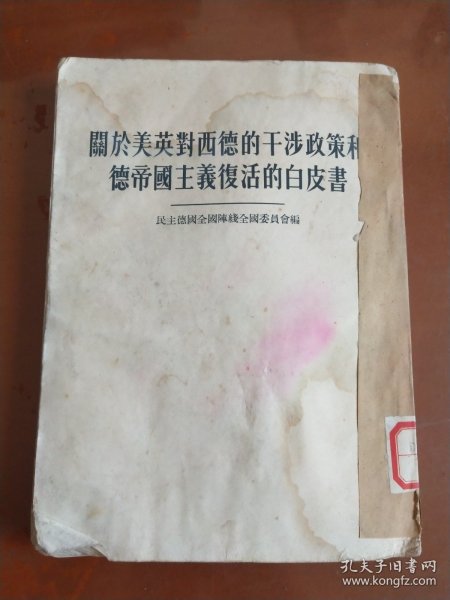 關於美英對西德的干涉政策和
德帝國主義復活的白皮書
民主德國全國陣綫全國委員會編
孔夫子旧書网
www.kongfz.com